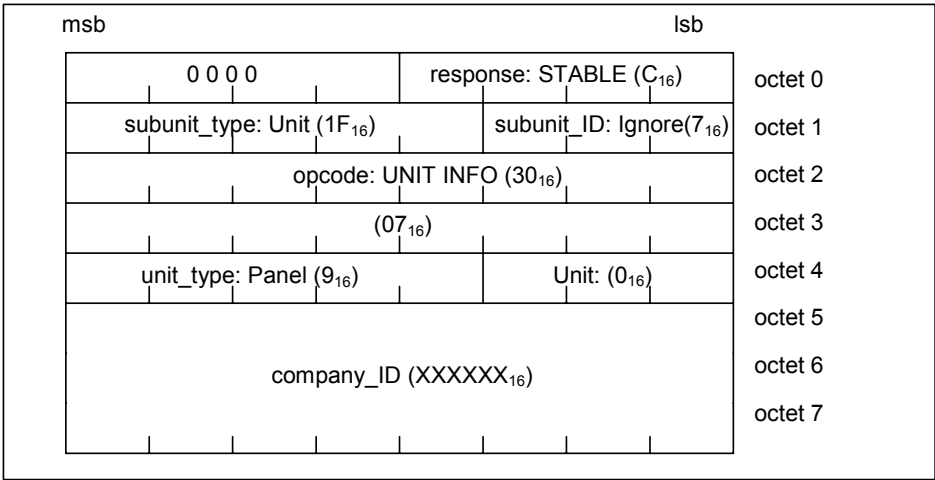 msb lsb
0 0 0 0 response: STABLE (C₁₆) octet 0
subunit_type: Unit (1F₁₆) subunit_ID: Ignore(7₁₆) octet 1
opcode: UNIT INFO (30₁₆) octet 2
(07₁₆) octet 3
unit_type: Panel (9₁₆) Unit: (0₁₆) octet 4
octet 5
company_ID (XXXXXX₁₆) octet 6
octet 7